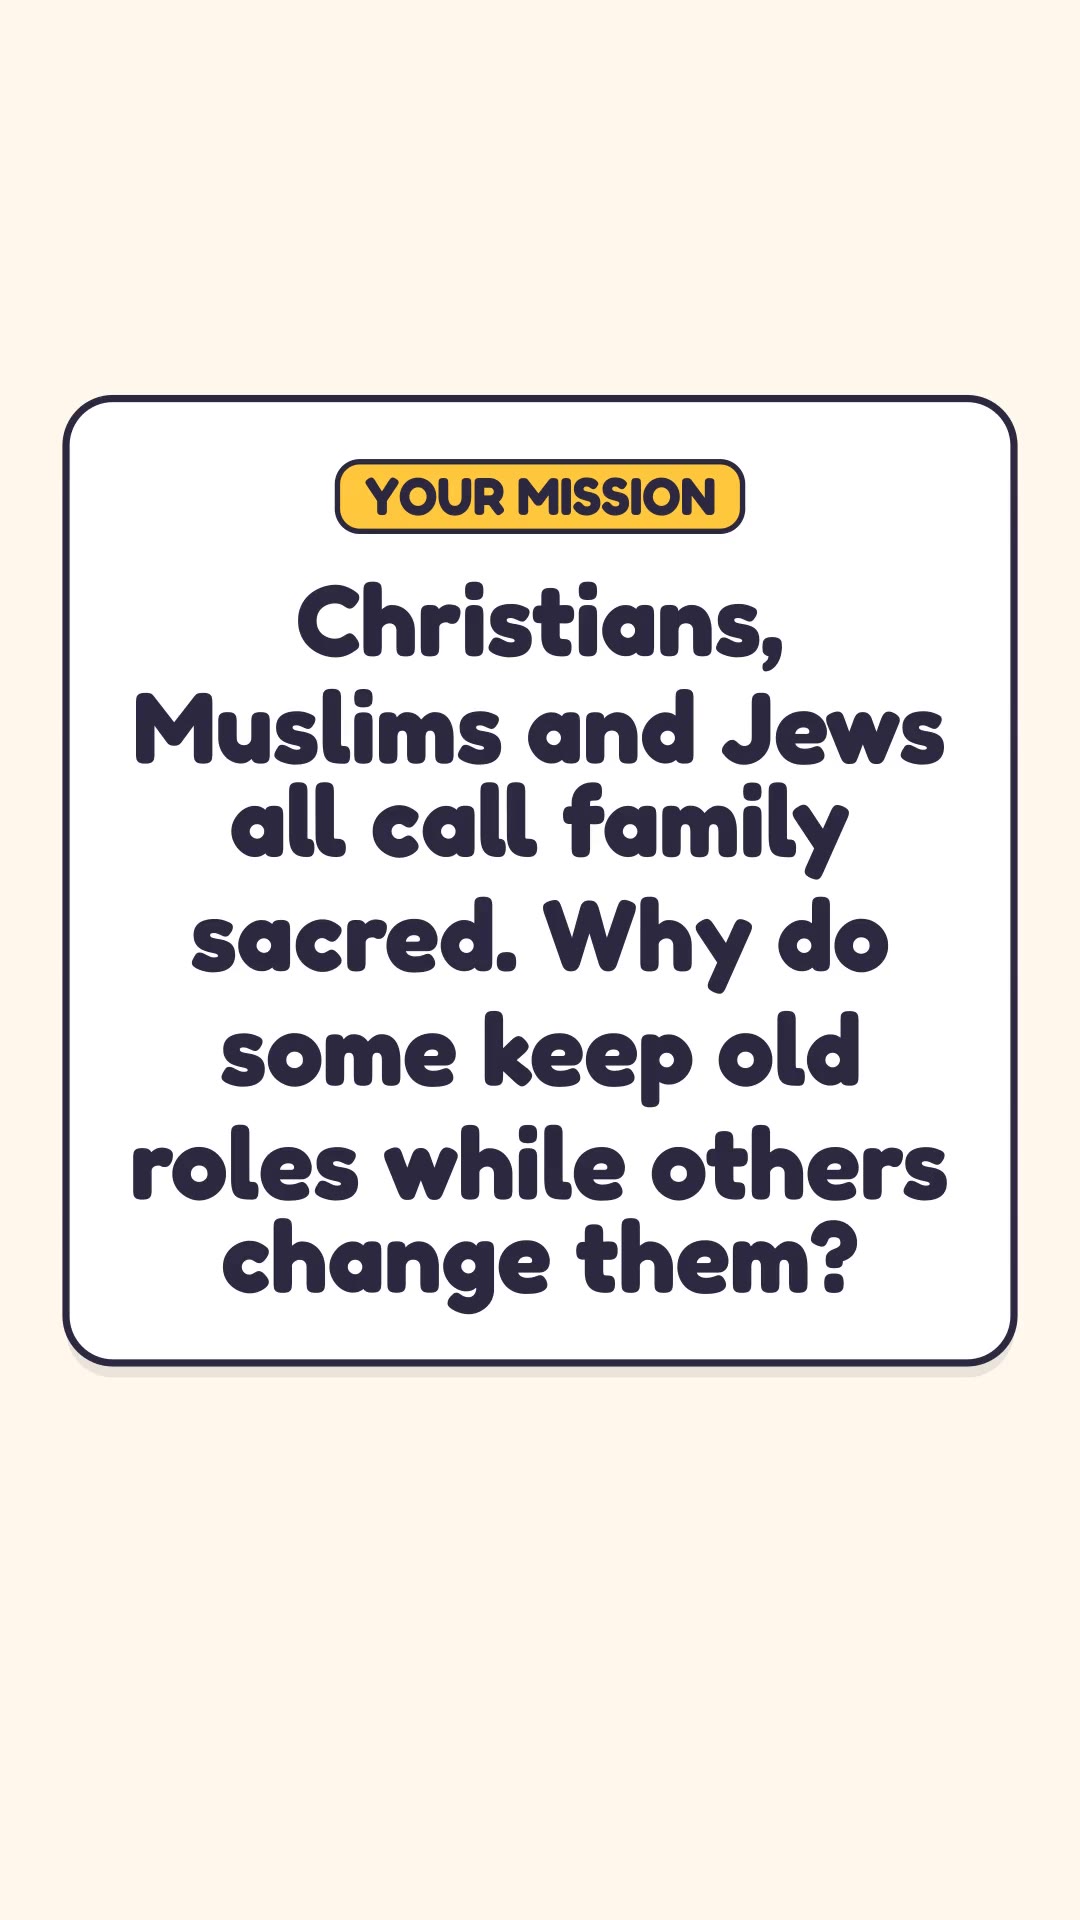 YOUR MISSION
Christians,
Muslims and Jews
all call family
sacred. Why do
some keep old
roles while others
change them?